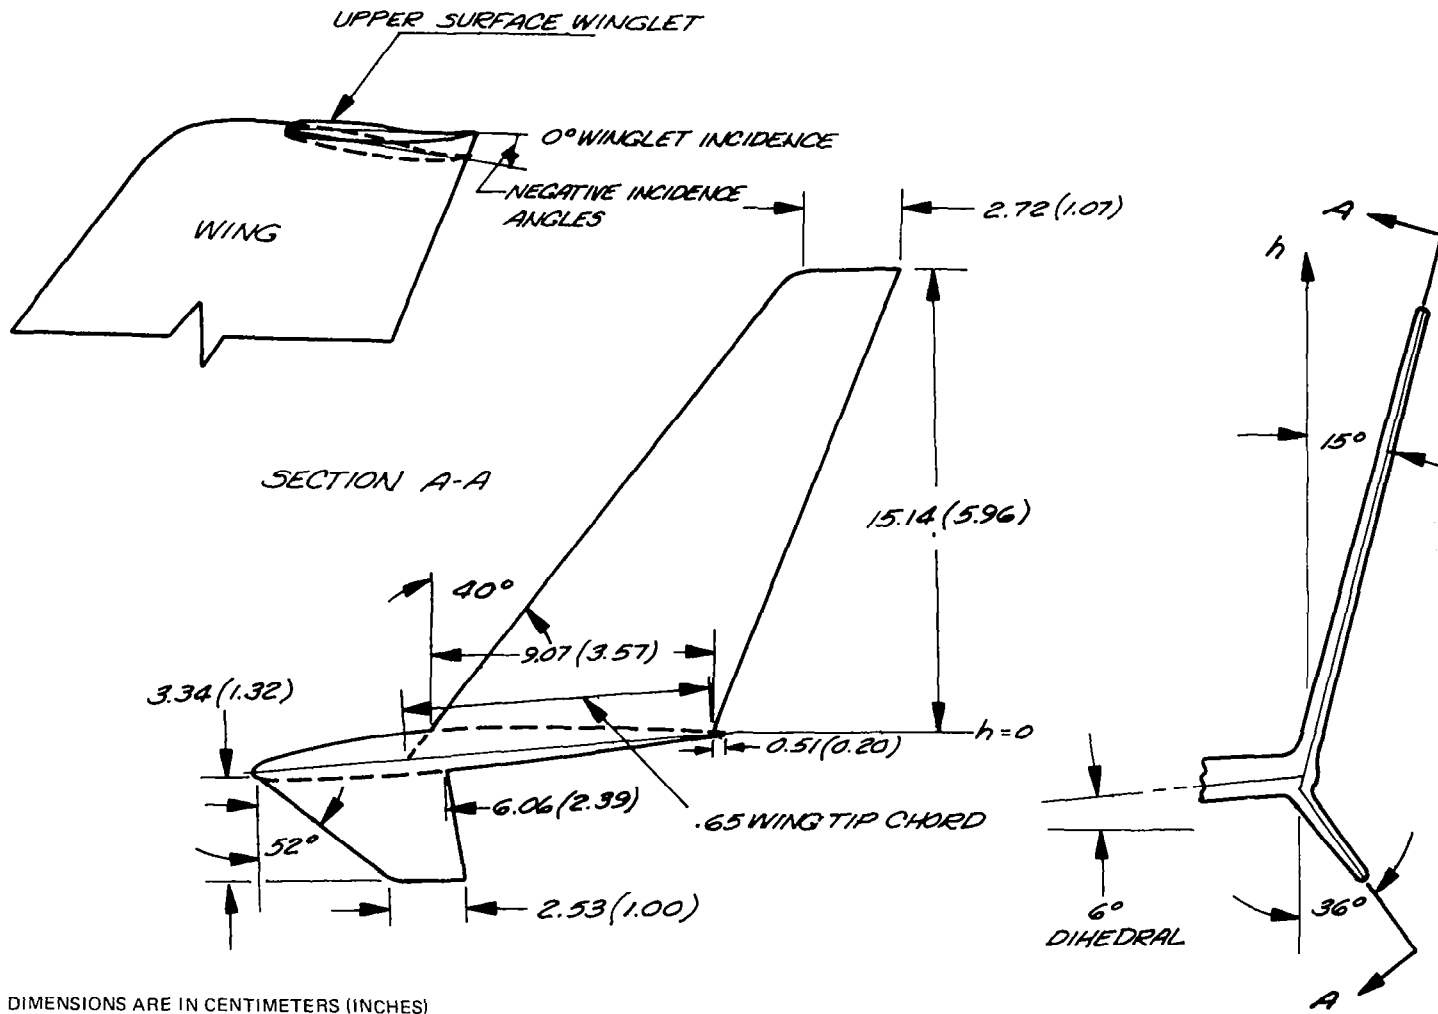 UPPER SURFACE WINGLET
0° WINGLET INCIDENCE
NEGATIVE INCIDENCE
ANGLES
WING
2.72 (1.07)
A
h
15°
SECTION A-A
15.14 (5.96)
40°
9.07 (3.57)
3.34 (1.32)
h=0
0.51 (0.20)
6.06 (2.39)
.65 WING TIP CHORD
52°
2.53 (1.00)
6°
DIHEDRAL
36°
A
DIMENSIONS ARE IN CENTIMETERS (INCHES)